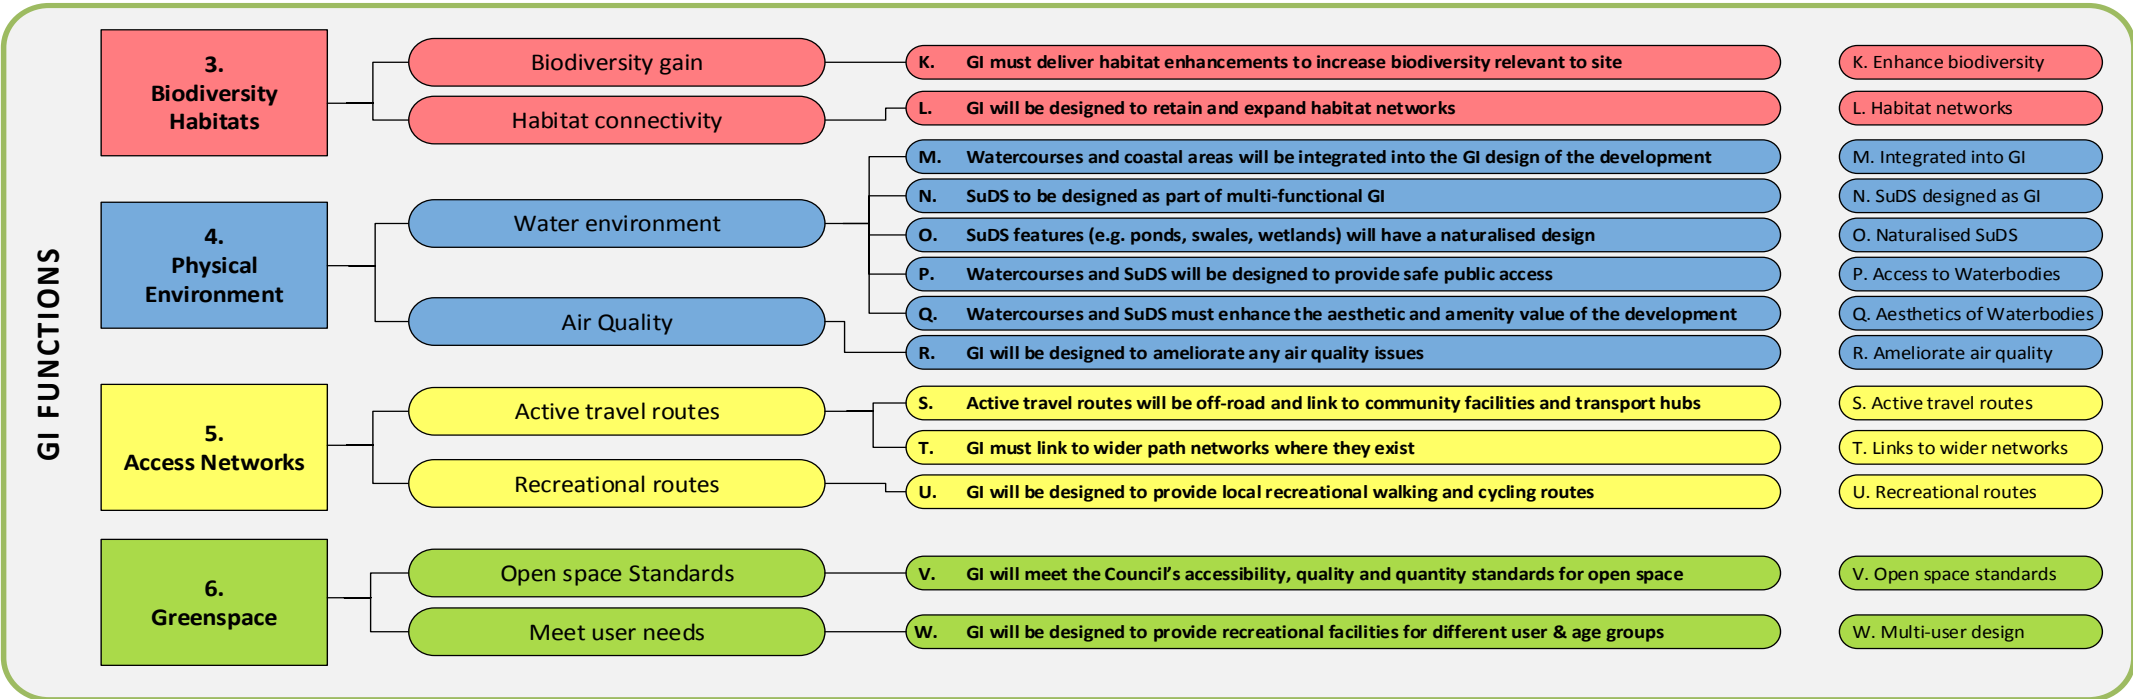 GI FUNCTIONS
3.
Biodiversity
Habitats
Biodiversity gain
Habitat connectivity
K. GI must deliver habitat enhancements to increase biodiversity relevant to site
K. Enhance biodiversity
L. GI will be designed to retain and expand habitat networks
L. Habitat networks
4.
Physical
Environment
Water environment
Air Quality
M. Watercourses and coastal areas will be integrated into the GI design of the development
M. Integrated into GI
N. SuDS to be designed as part of multi-functional GI
N. SuDS designed as GI
O. SuDS features (e.g. ponds, swales, wetlands) will have a naturalised design
O. Naturalised SuDS
P. Watercourses and SuDS will be designed to provide safe public access
P. Access to Waterbodies
Q. Watercourses and SuDS must enhance the aesthetic and amenity value of the development
Q. Aesthetics of Waterbodies
R. GI will be designed to ameliorate any air quality issues
R. Ameliorate air quality
5.
Access Networks
Active travel routes
Recreational routes
S. Active travel routes will be off-road and link to community facilities and transport hubs
S. Active travel routes
T. GI must link to wider path networks where they exist
T. Links to wider networks
U. GI will be designed to provide local recreational walking and cycling routes
U. Recreational routes
6.
Greenspace
Open space Standards
Meet user needs
V. GI will meet the Council’s accessibility, quality and quantity standards for open space
V. Open space standards
W. GI will be designed to provide recreational facilities for different user & age groups
W. Multi-user design